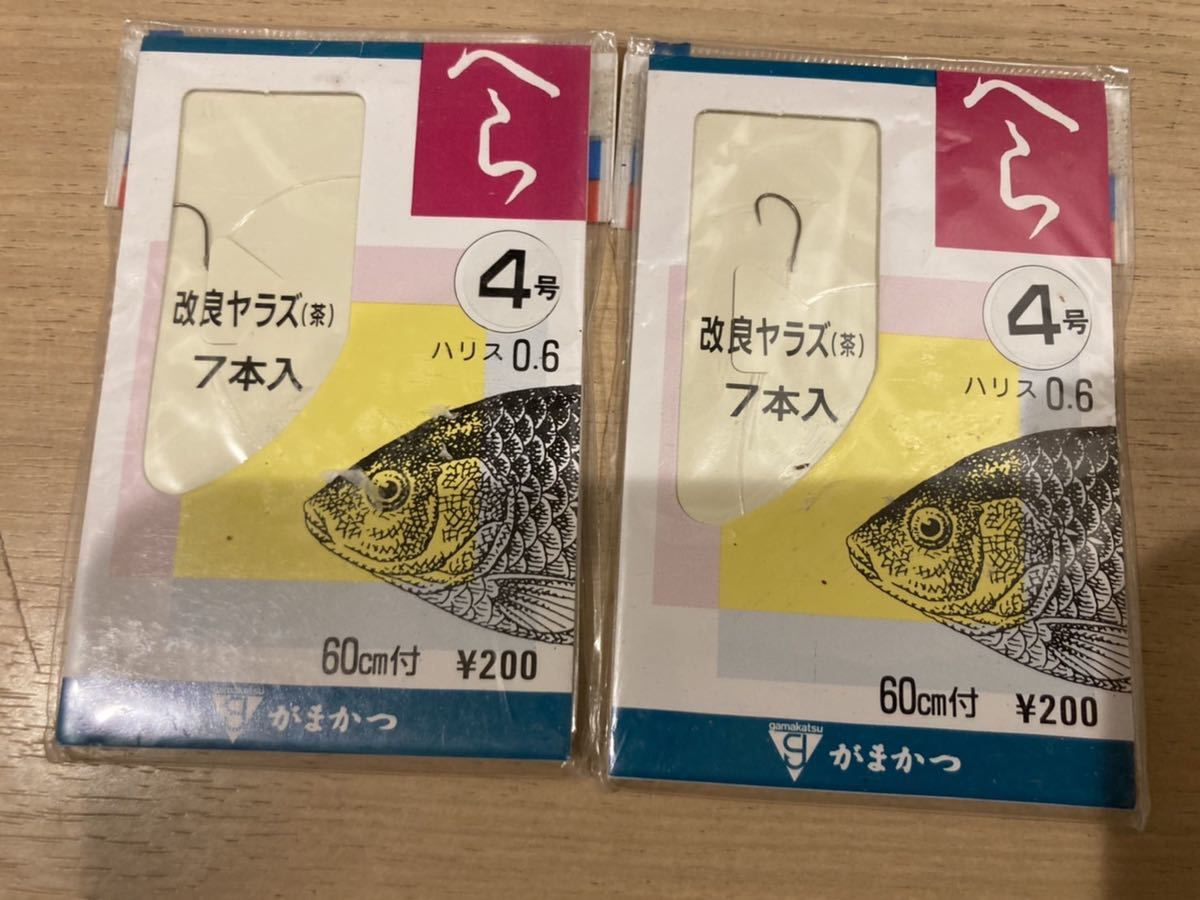 へら
4号
改良ヤラズ(茶)
ハリス0.6
7本入
60cm付 ¥200
gamakatsu
g がまかつ
へら
4号
改良ヤラズ(茶)
ハリス0.6
7本入
60cm付 ¥200
gamakatsu
g がまかつ